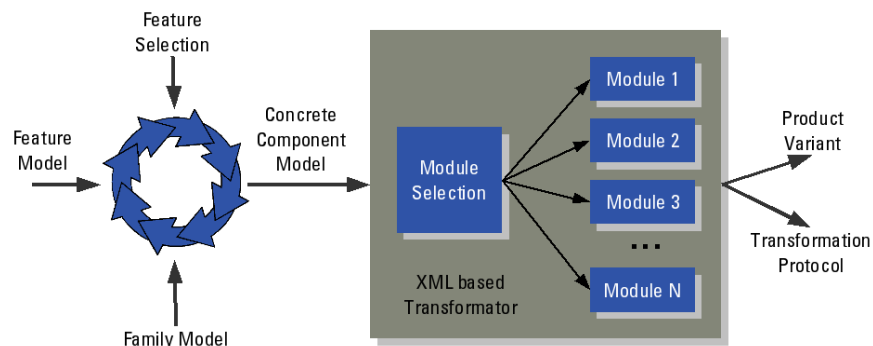 Feature
Selection
Feature
Model
Concrete
Component
Model
Family Model
Module
Selection
XML based
Transformator
Module 1
Module 2
Module 3
...
Module N
Product
Variant
Transformation
Protocol